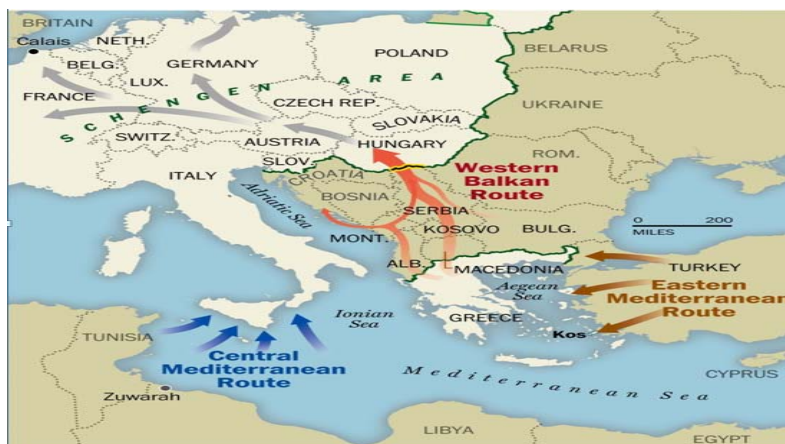 BRITAIN
Calais
NETH.
BELG.
LUX.
GERMANY
POLAND
BELARUS
FRANCE
SCHENGEN AREA
CZECH REP.
UKRAINE
SLOVAKIA
SWITZ.
AUSTRIA
HUNGARY
SLOV.
ITALY
CROATIA
ROM.
Western
Balkan
Route
BOSNIA
Adriatic Sea
SERBIA
MONT.
KOSOVO
BULG.
0 200
MILES
ALB.
MACEDONIA
TURKEY
Aegean
Sea
Eastern
Mediterranean
Route
Ionian
Sea
GREECE
Kos
TUNISIA
Central
Mediterranean
Route
Zuwarah
Mediterranean Sea
CYPRUS
LIBYA
EGYPT